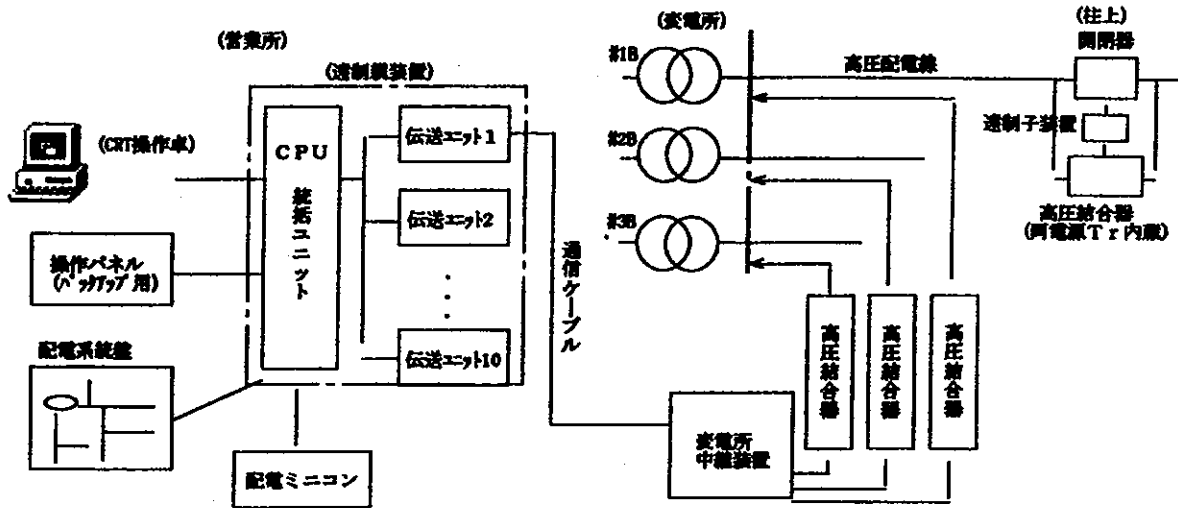 (営業所)
(遠制親装置)
(CRT操作卓)
CPU
統括ユニット
伝送ユニット1
伝送ユニット2
伝送ユニット10
操作パネル
(バックアップ用)
配電系統盤
配電ミニコン
通信ケーブル
(変電所)
#1B
#2B
#3B
高圧配電線
(柱上)
開閉器
遠制子装置
高圧結合器
(両電源Tr内蔵)
高圧結合器
高圧結合器
高圧結合器
変電所
中継装置